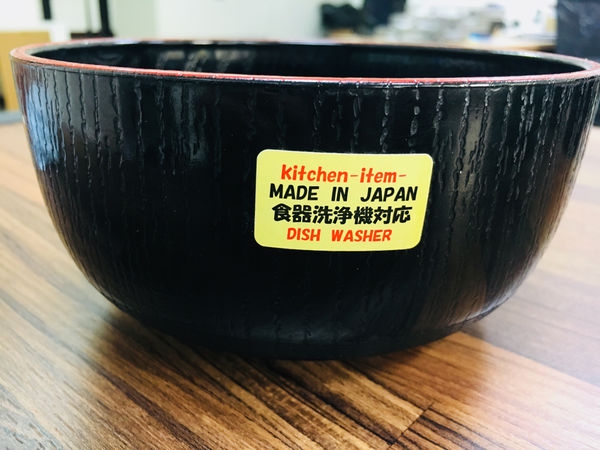 kitchen-item-
MADE IN JAPAN
食器洗浄機対応
DISH WASHER